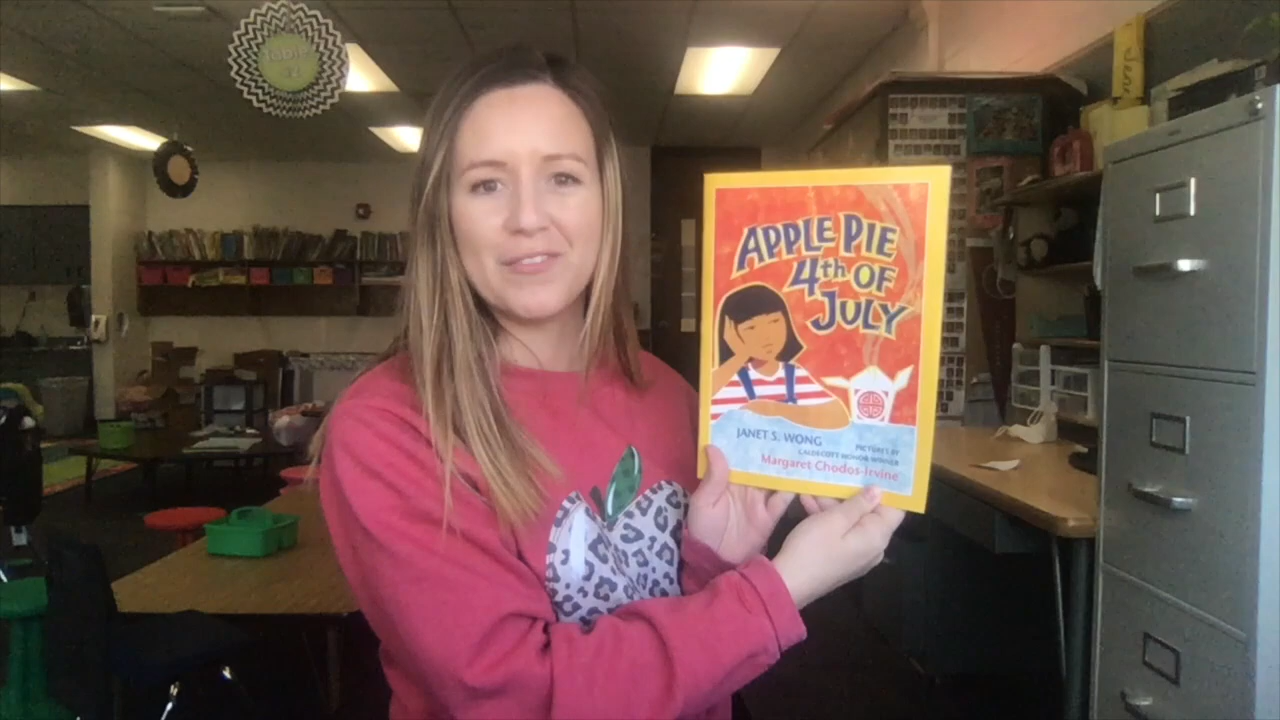 APPLE PIE
4th OF
JULY
JANET S. WONG
PICTURES BY
CALDECOTT HONOR WINNER
Margaret Chodos-Irvine